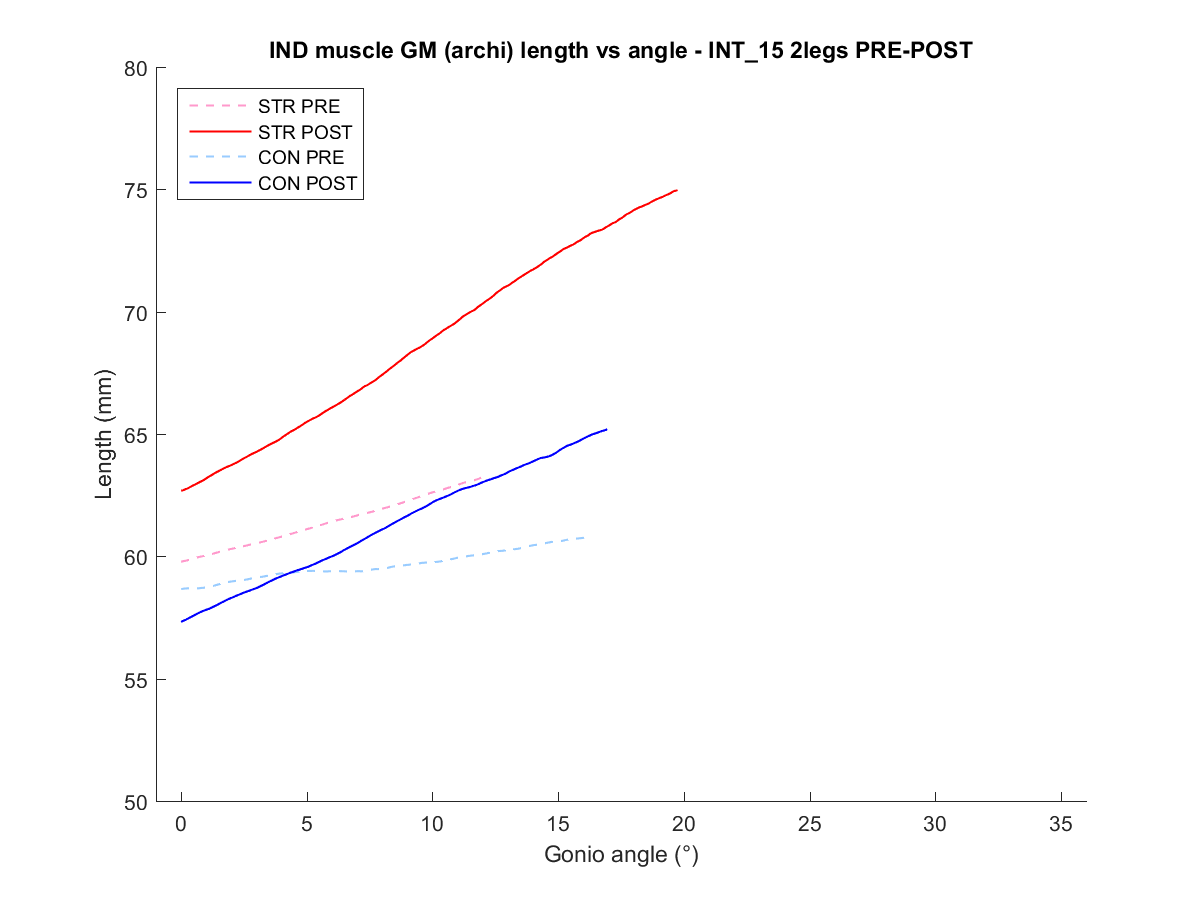 IND muscle GM (archi) length vs angle - INT_15 2legs PRE-POST
80
75
70
65
60
55
50
Length (mm)
STR PRE
STR POST
CON PRE
CON POST
0 5 10 15 20 25 30 35
Gonio angle (°)